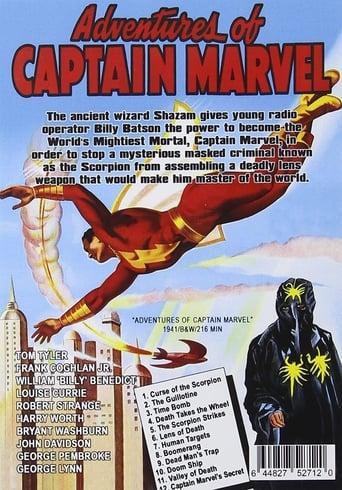 Adventures of
CAPTAIN MARVEL
The ancient wizard Shazam gives young radio
operator Billy Batson the power to become the
World's Mightiest Mortal, Captain Marvel, in
order to stop a mysterious masked criminal known
as the Scorpion from assembling a deadly lens
weapon that would make him master of the world.
"ADVENTURES OF CAPTAIN MARVEL"
1941/B&W/216 MIN
TOM TYLER
FRANK COGHLAN JR.
WILLIAM 'BILLY' BENEDICT
LOUISE CURRIE
ROBERT STRANGE
HARRY WORTH
BRYANT WASHBURN
JOHN DAVIDSON
GEORGE PEMBROKE
GEORGE LYNN
1. Curse of the Scorpion
2. The Guillotine
3. Time Bomb
4. Death Takes the Wheel
5. The Scorpion Strikes
6. Lens of Death
7. Human Targets
8. Boomerang
9. Dead Man's Trap
10. Doom Ship
11. Valley of Death
12. Captain Marvel's Secret
6 44827 52712 0